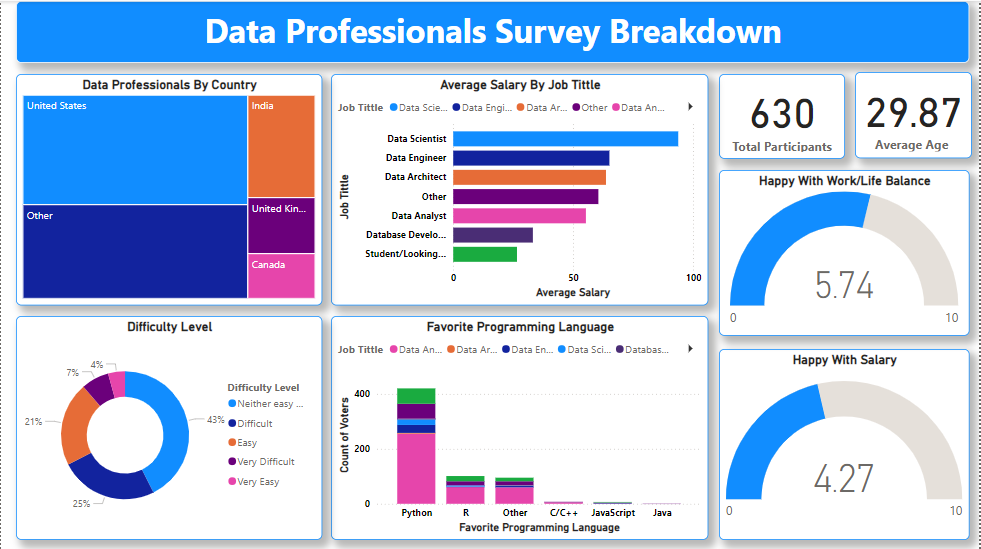 Data Professionals Survey Breakdown
Data Professionals By Country
United States
India
Other
United Kin...
Canada
Average Salary By Job Tittle
Job Tittle Data Scie... Data Engi... Data Ar... Other Data An...
Job Tittle
Data Scientist
Data Engineer
Data Architect
Other
Data Analyst
Database Develo...
Student/Looking...
0 50 100
Average Salary
630
Total Participants
29.87
Average Age
Happy With Work/Life Balance
5.74
0 10
Difficulty Level
4%
7%
21%
43%
25%
Difficulty Level
Neither easy ...
Difficult
Easy
Very Difficult
Very Easy
Favorite Programming Language
Job Tittle Data An... Data Ar... Data En... Data Sci... Databas...
Count of Voters
400
200
0
Python R Other C/C++ JavaScript Java
Favorite Programming Language
Happy With Salary
4.27
0 10